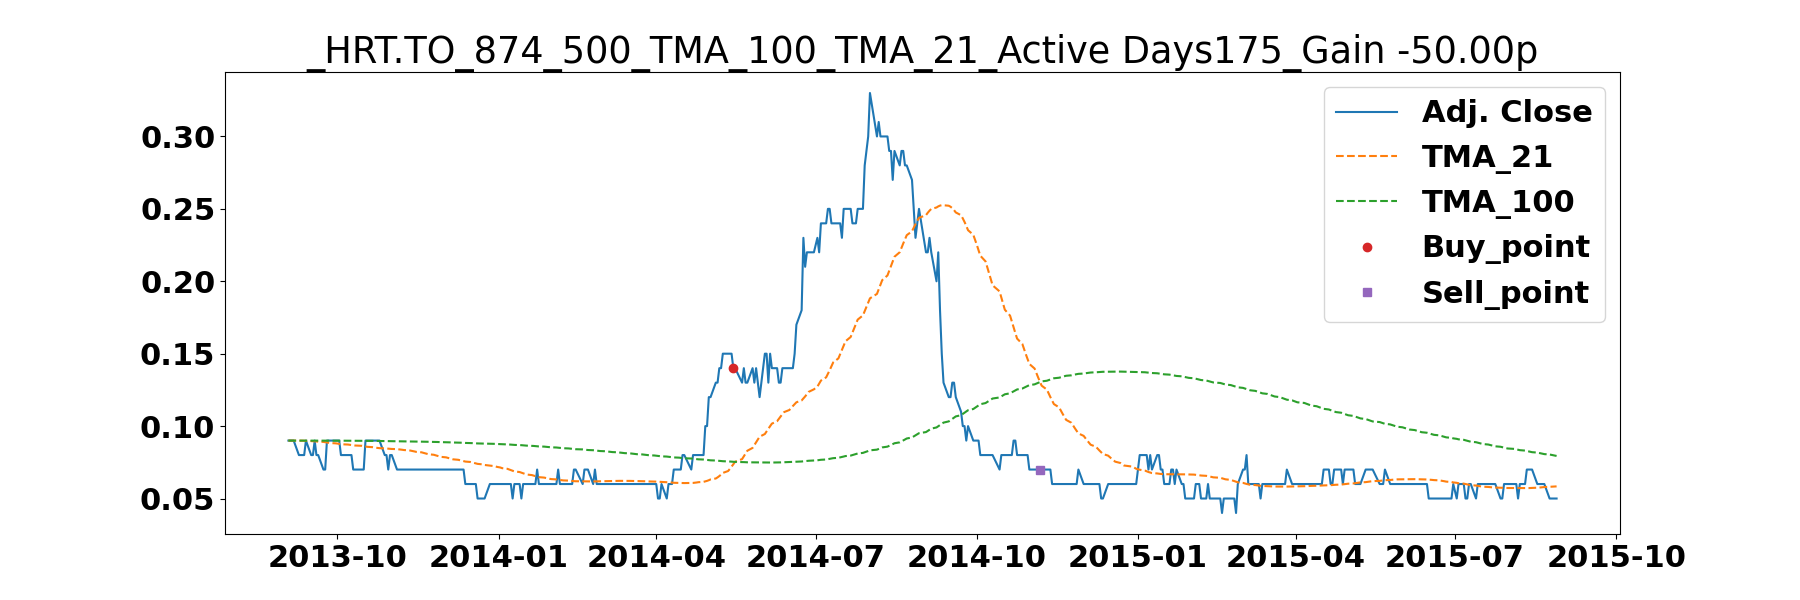 _HRT.TO_874_500_TMA_100_TMA_21_Active Days175_Gain -50.00p
Adj. Close
TMA_21
TMA_100
Buy_point
Sell_point
0.30
0.25
0.20
0.15
0.10
0.05
2013-10 2014-01 2014-04 2014-07 2014-10 2015-01 2015-04 2015-07 2015-10